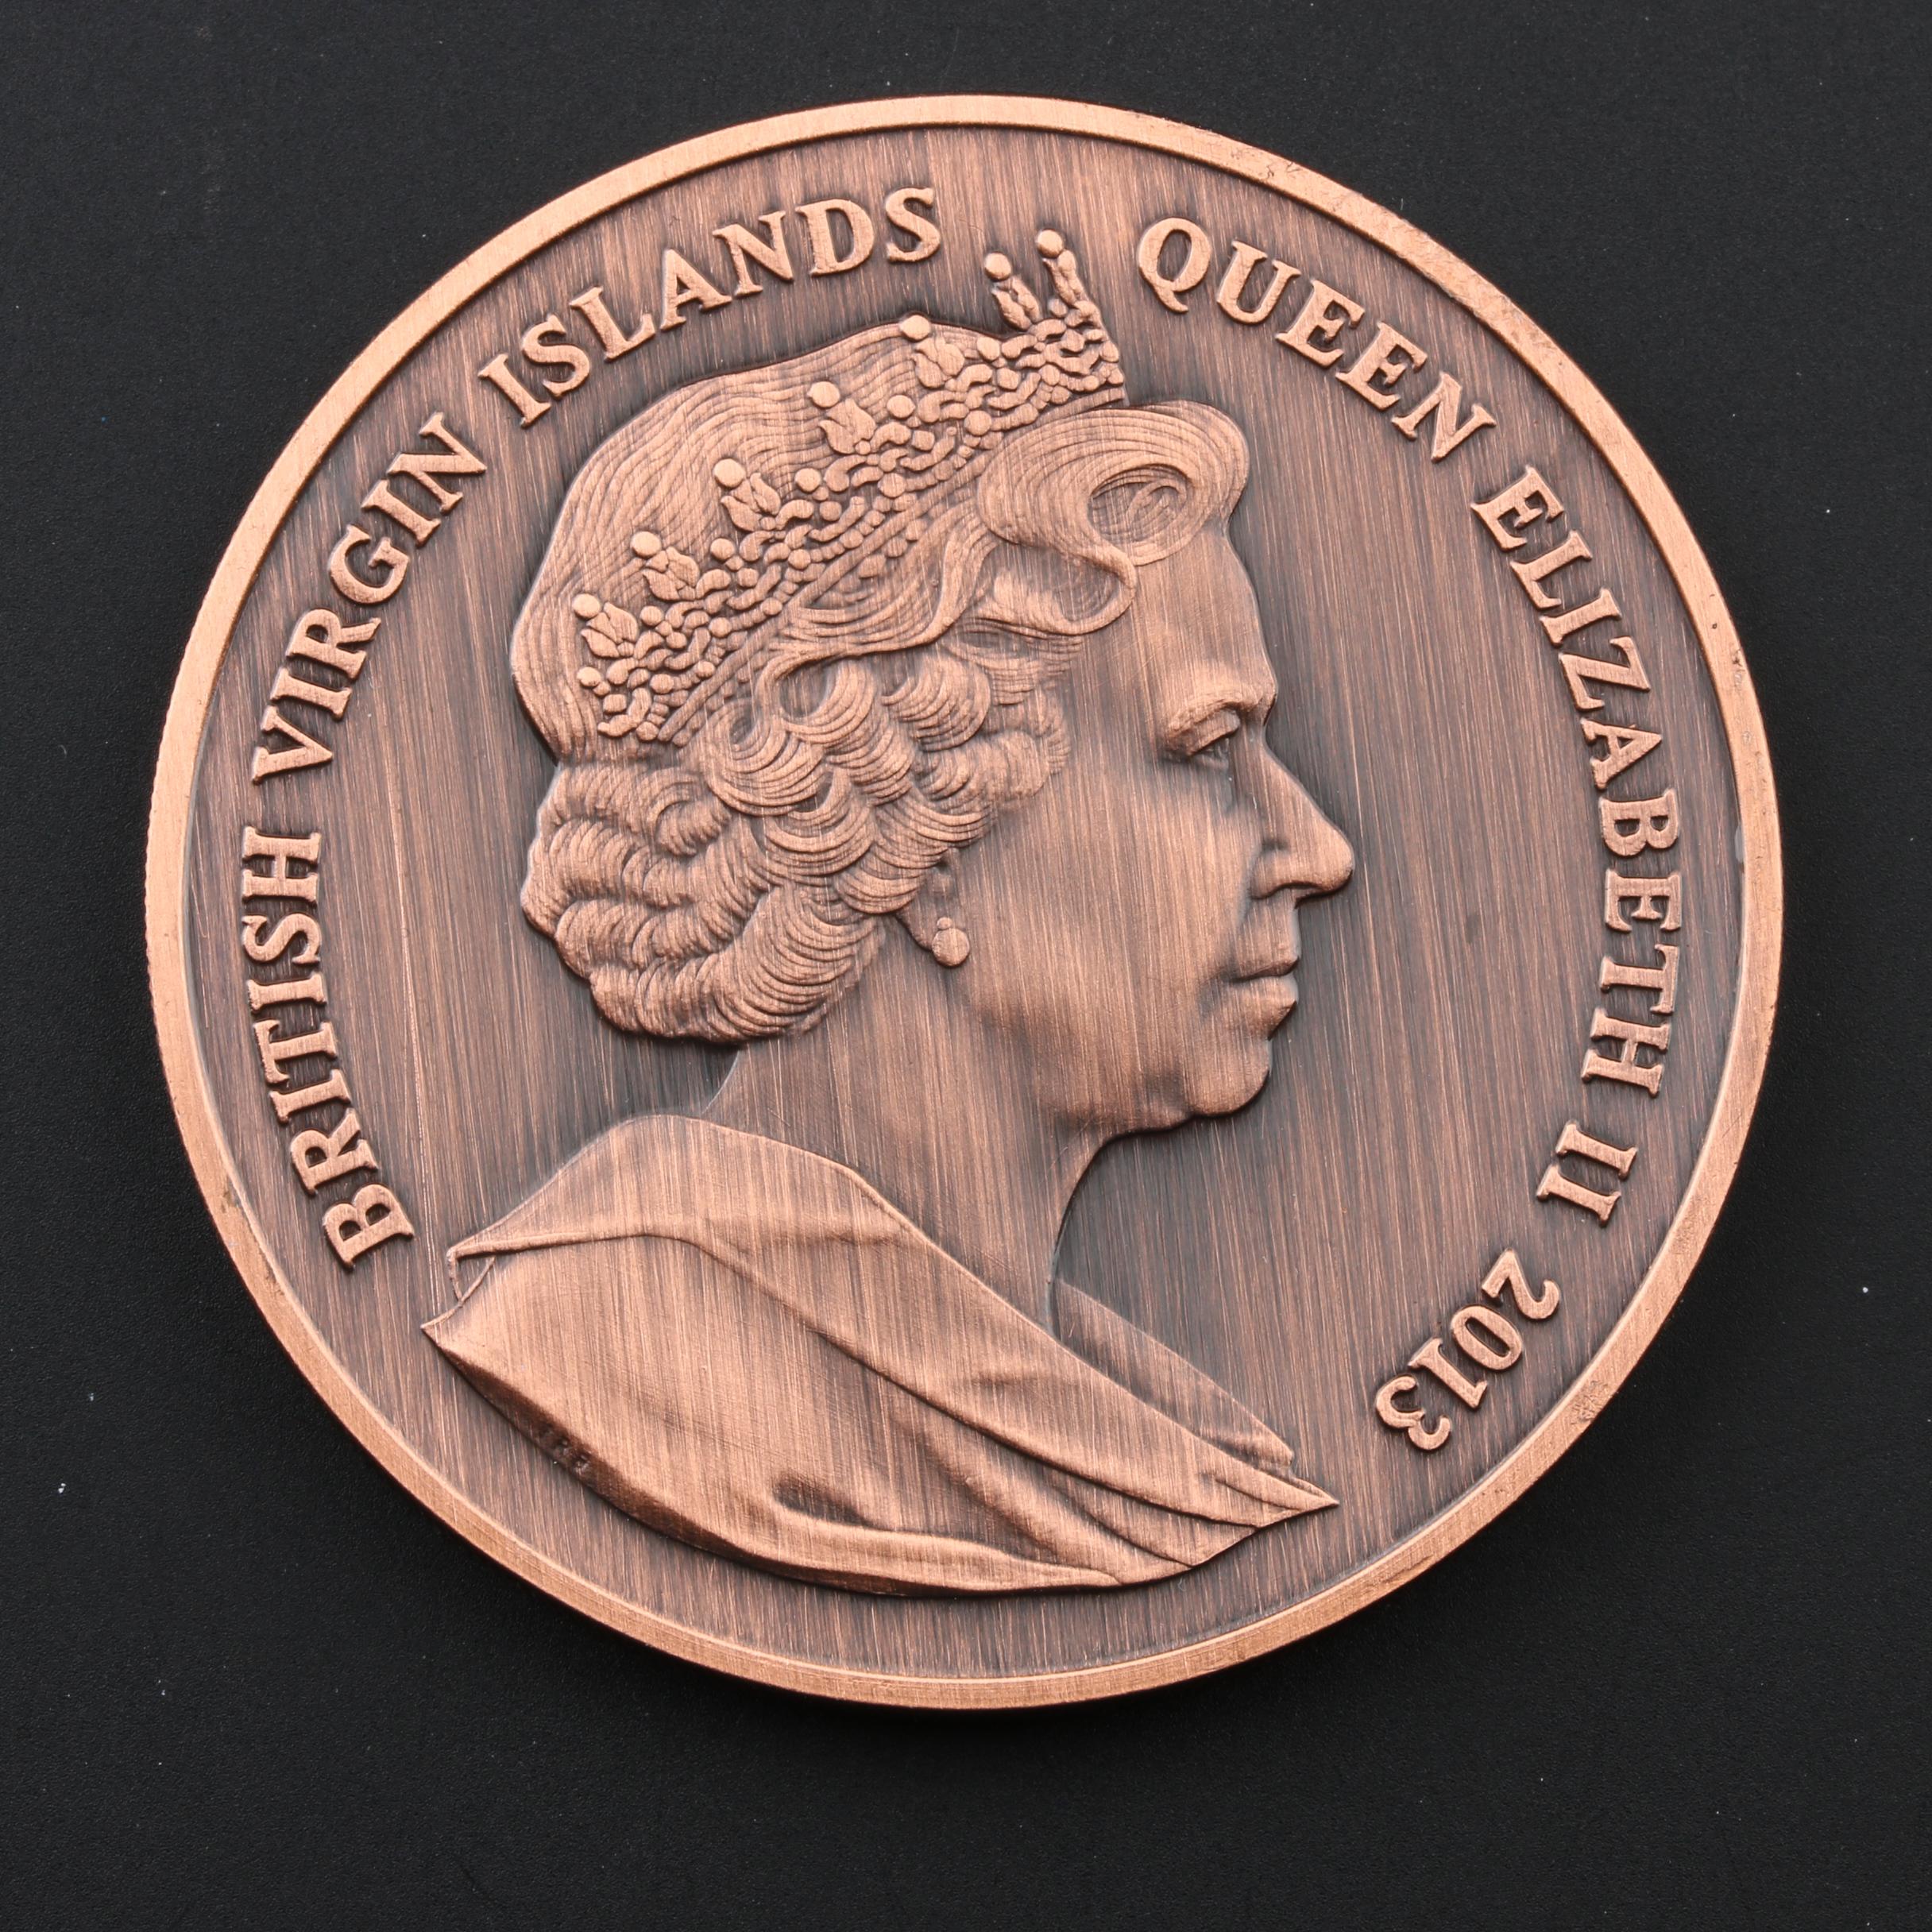 BRITISH VIRGIN ISLANDS
QUEEN ELIZABETH II 2013